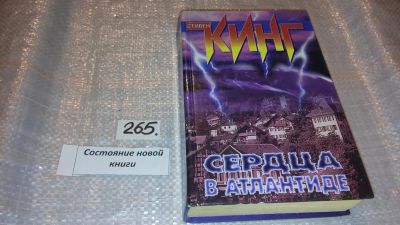 СТИВЕН
КИНГ
СЕРДЦА
В АТЛАНТИДЕ
265.
Состояние новой
книги